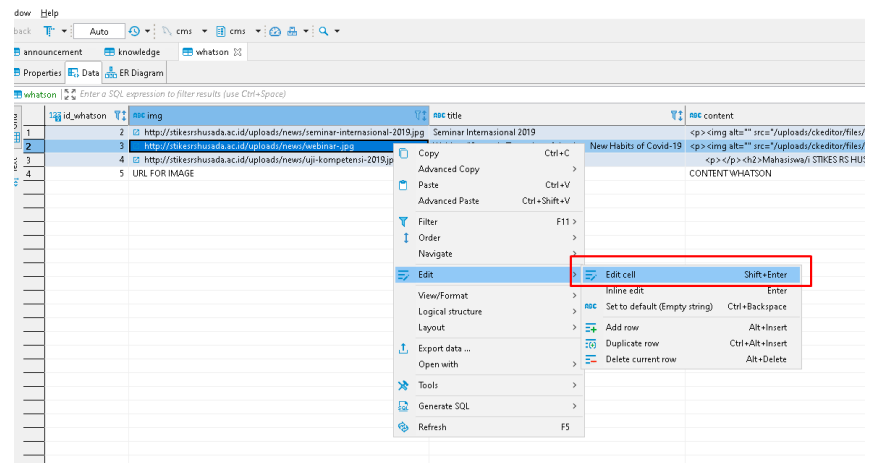 dow Help
back Auto cms cms
announcement knowledge whatson
Properties Data ER Diagram
whatson Enter a SQL expression to filter results (use Ctrl+Space)
123 id_whatson ABC img ABC title ABC content
1 2 http://stikesrshusada.ac.id/uploads/news/seminar-internasional-2019.jpg Seminar Internasional 2019 <p><img alt="" src="/uploads/ckeditor/files/
2 3 http://stikesrshusada.ac.id/uploads/news/webinar-.jpg New Habits of Covid-19 <p><img alt="" src="/uploads/ckeditor/files/
3 4 http://stikesrshusada.ac.id/uploads/news/uji-kompetensi-2019.jp <p></p><h2>Mahasiswa/i STIKES RS HUS
4 5 URL FOR IMAGE CONTENT WHATSON
Copy Ctrl+C
Advanced Copy >
Paste Ctrl+V
Advanced Paste Ctrl+Shift+V
Filter F11 >
Order >
Navigate >
Edit >
View/Format >
Logical structure >
Layout >
Export data ...
Open with >
Tools >
Generate SQL >
Refresh F5
Edit cell Shift+Enter
Inline edit Enter
ABC Set to default (Empty string) Ctrl+Backspace
Add row Alt+Insert
Duplicate row Ctrl+Alt+Insert
Delete current row Alt+Delete